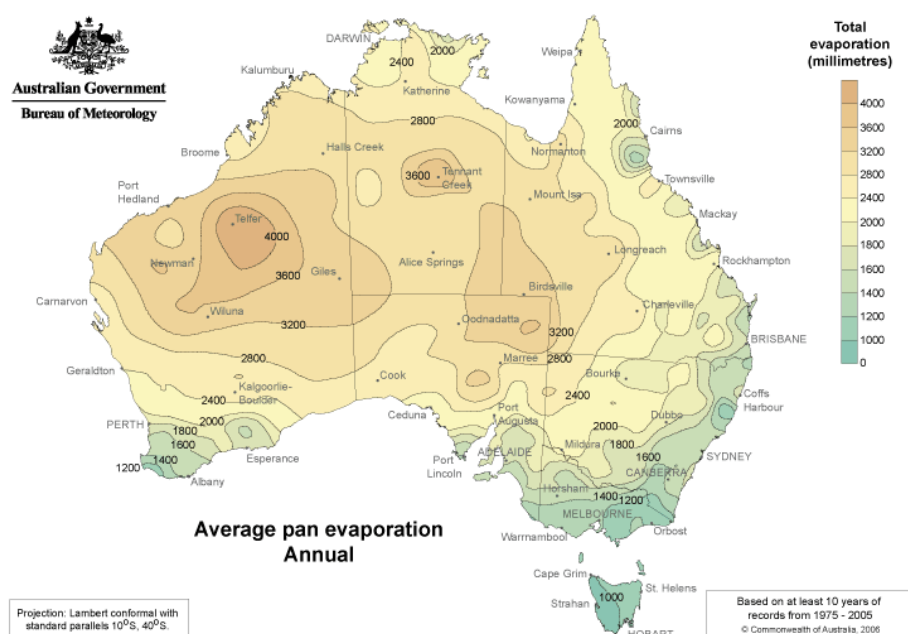 Australian Government
Bureau of Meteorology
Total
evaporation
(millimetres)
4000
3600
3200
2800
2400
2000
1800
1600
1400
1200
1000
0
DARWIN
2000
2400
Weipa
Kalumburu
Katherine
Kowanyama
2800
2000
Cairns
Broome
Halls Creek
Normanton
3600
Tennant
Creek
Townsville
Port
Hedland
Mount Isa
Telfer
Mackay
4000
Newman
3600
Giles
Alice Springs
Longreach
Rockhampton
Carnarvon
Birdsville
Charleville
Wiluna
3200
Oodnadatta
3200
BRISBANE
2800
Marree
2800
Geraldton
Cook
Bourke
Kalgoorlie-
Boulder
2400
2400
Coffs
Harbour
PERTH
2000
Ceduna
Port
Augusta
Dubbo
1800
2000
1600
Mildura
1800
ADELAIDE
1600
SYDNEY
1200
1400
Esperance
Port
Lincoln
CANBERRA
Albany
Horsham
1400
1200
MELBOURNE
Orbost
Warrnambool
Average pan evaporation
Annual
Cape Grim
St. Helens
Strahan
1000
HOBART
Projection: Lambert conformal with
standard parallels 10°S, 40°S.
Based on at least 10 years of
records from 1975 - 2005
© Commonwealth of Australia, 2006